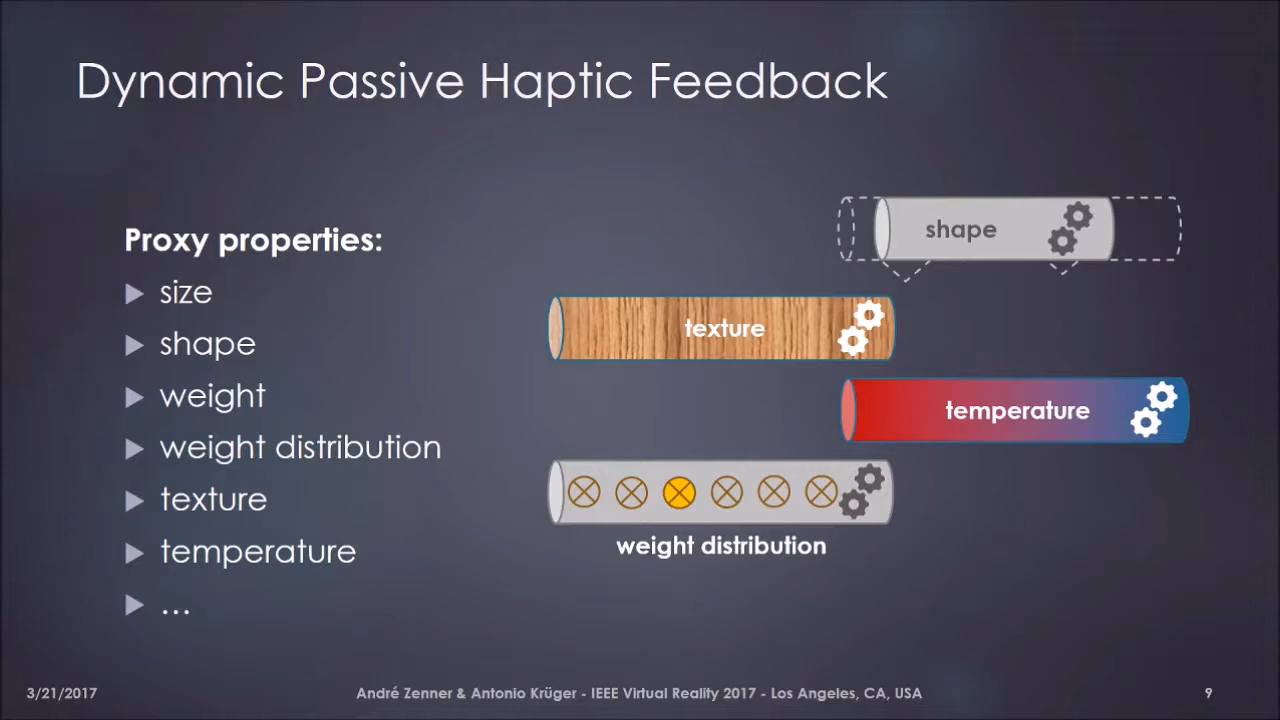 Dynamic Passive Haptic Feedback
Proxy properties:
size
shape
weight
weight distribution
texture
temperature
...
shape
texture
temperature
weight distribution
3/21/2017
André Zenner & Antonio Krüger - IEEE Virtual Reality 2017 - Los Angeles, CA, USA
9